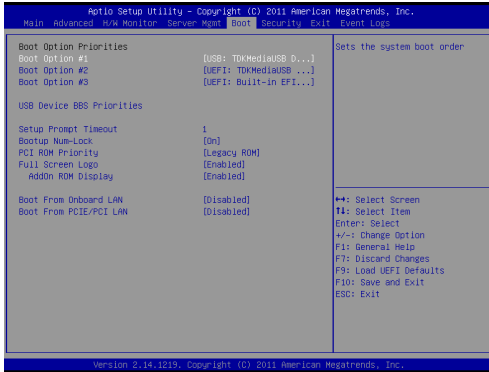 Aptio Setup Utility – Copyright (C) 2011 American Megatrends, Inc.
Main Advanced H/W Monitor Server Mgmt Boot Security Exit Event Logs
Boot Option Priorities
Boot Option #1 [USB: TDKMediaUSB D...]
Boot Option #2 [UEFI: TDKMediaUSB ...]
Boot Option #3 [UEFI: Built-in EFI...]
USB Device BBS Priorities
Setup Prompt Timeout 1
Bootup Num-Lock [On]
PCI ROM Priority [Legacy ROM]
Full Screen Logo [Enabled]
AddOn ROM Display [Enabled]
Boot From Onboard LAN [Disabled]
Boot From PCIE/PCI LAN [Disabled]
Sets the system boot order
↔: Select Screen
↑↓: Select Item
Enter: Select
+/-: Change Option
F1: General Help
F7: Discard Changes
F9: Load UEFI Defaults
F10: Save and Exit
ESC: Exit
Version 2.14.1219. Copyright (C) 2011 American Megatrends, Inc.